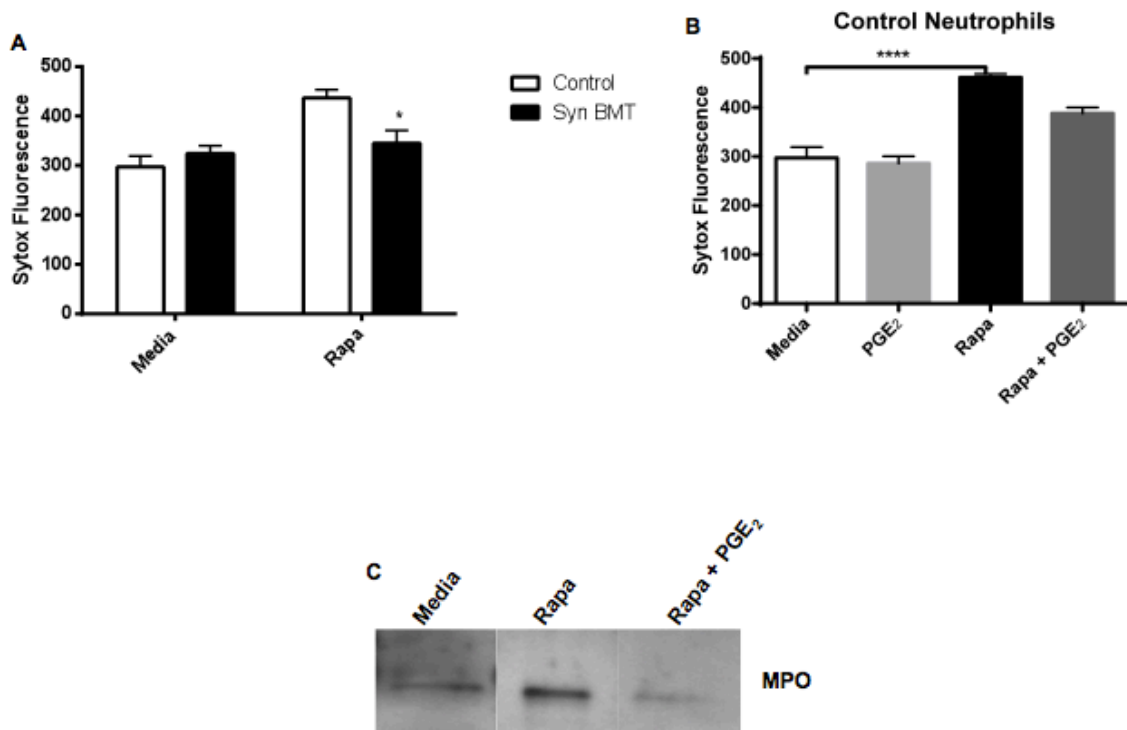 A
Sytox Fluorescence
500
400
300
200
100
0
Media
Rapa
*
Control
Syn BMT
B
Control Neutrophils
Sytox Fluorescence
500
400
300
200
100
0
****
Media
PGE₂
Rapa
Rapa + PGE₂
C
Media
Rapa
Rapa + PGE₂
MPO